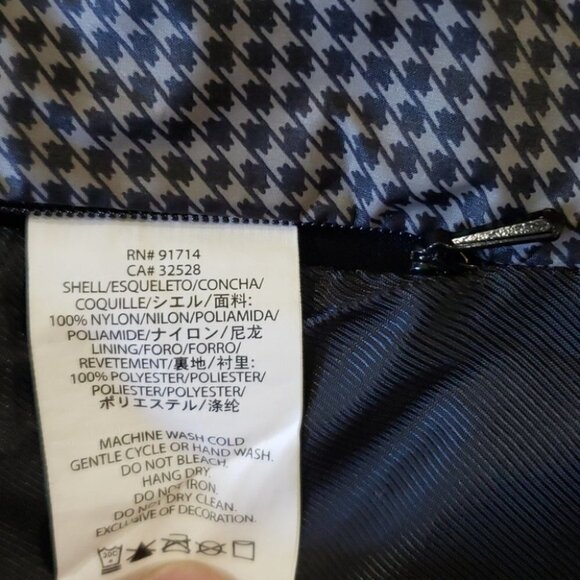 RN# 91714
CA# 32528
SHELL/ESQUELETO/CONCHA/
COQUILLE/シエル/面料:
100% NYLON/NILON/POLIAMIDA/
POLIAMIDE/ナイロン/尼龙
LINING/FORO/FORRO/
REVETEMENT/裏地/衬里:
100% POLYESTER/POLIESTER/
POLIESTER/POLYESTER/
ポリエステル/涤纶
MACHINE WASH COLD
GENTLE CYCLE OR HAND WASH.
DO NOT BLEACH.
HANG DRY.
DO NOT IRON.
DO NOT DRY CLEAN.
EXCLUSIVE OF DECORATION.